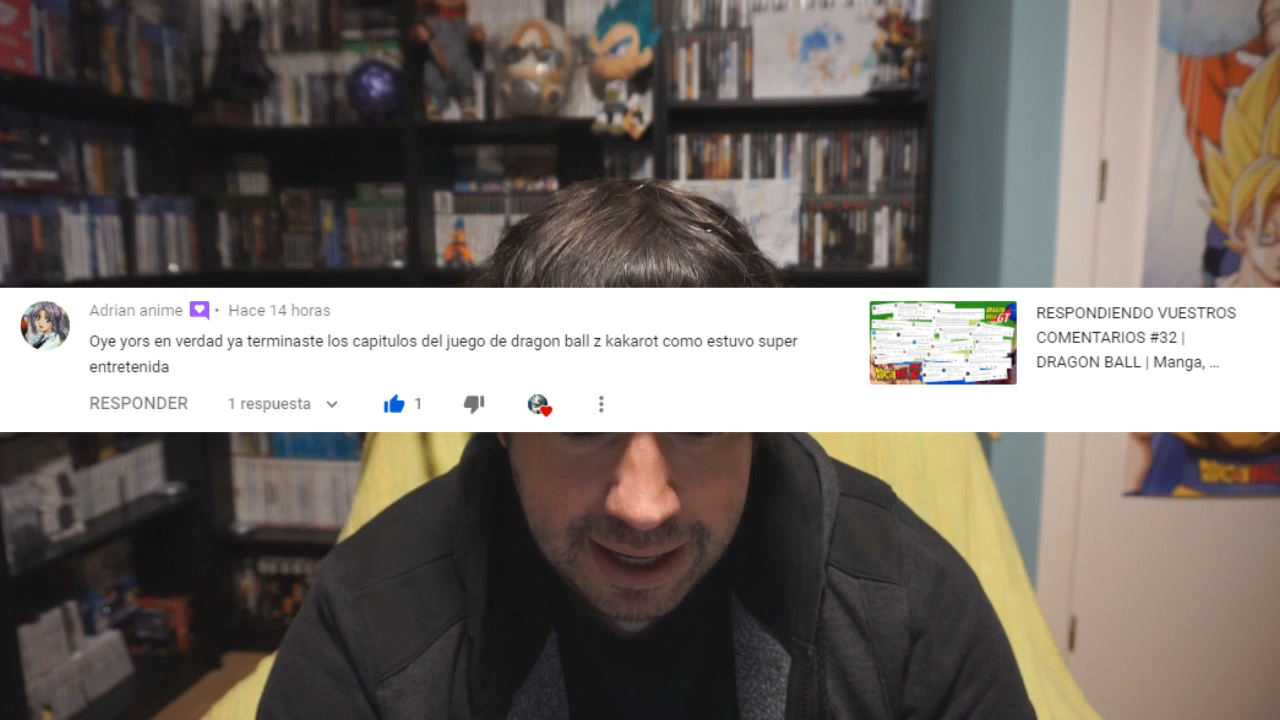 Adrian anime • Hace 14 horas
Oye yors en verdad ya terminaste los capitulos del juego de dragon ball z kakarot como estuvo super
entretenida
RESPONDER 1 respuesta 1
RESPONDIENDO VUESTROS
COMENTARIOS #32 |
DRAGON BALL | Manga, ...